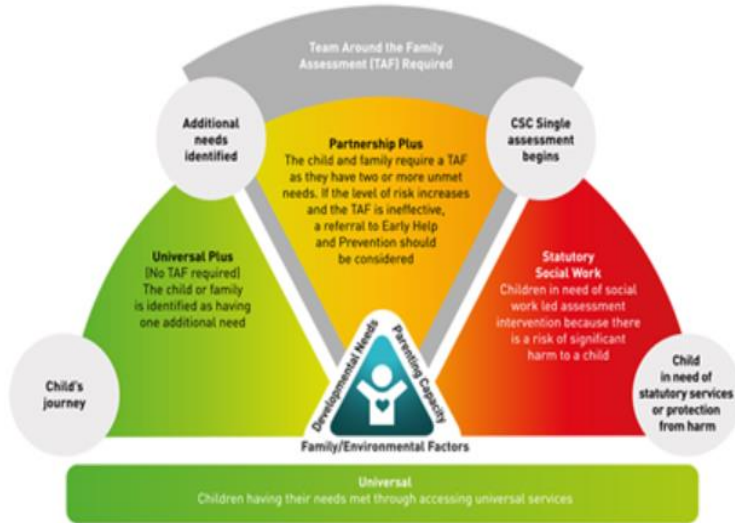 Team Around the Family
Assessment (TAF) Required
Additional
needs
identified
CSC Single
assessment
begins
Partnership Plus
The child and family require a TAF
as they have two or more unmet
needs. If the level of risk increases
and the TAF is ineffective,
a referral to Early Help
and Prevention should
be considered
Universal Plus
(No TAF required)
The child or family
is identified as having
one additional need
Statutory
Social Work
Children in need of social
work led assessment
intervention because there
is a risk of significant
harm to a child
Child's
journey
Developmental Needs
Parenting Capacity
Family/Environmental Factors
Child
in need of
statutory services
or protection
from harm
Universal
Children having their needs met through accessing universal services